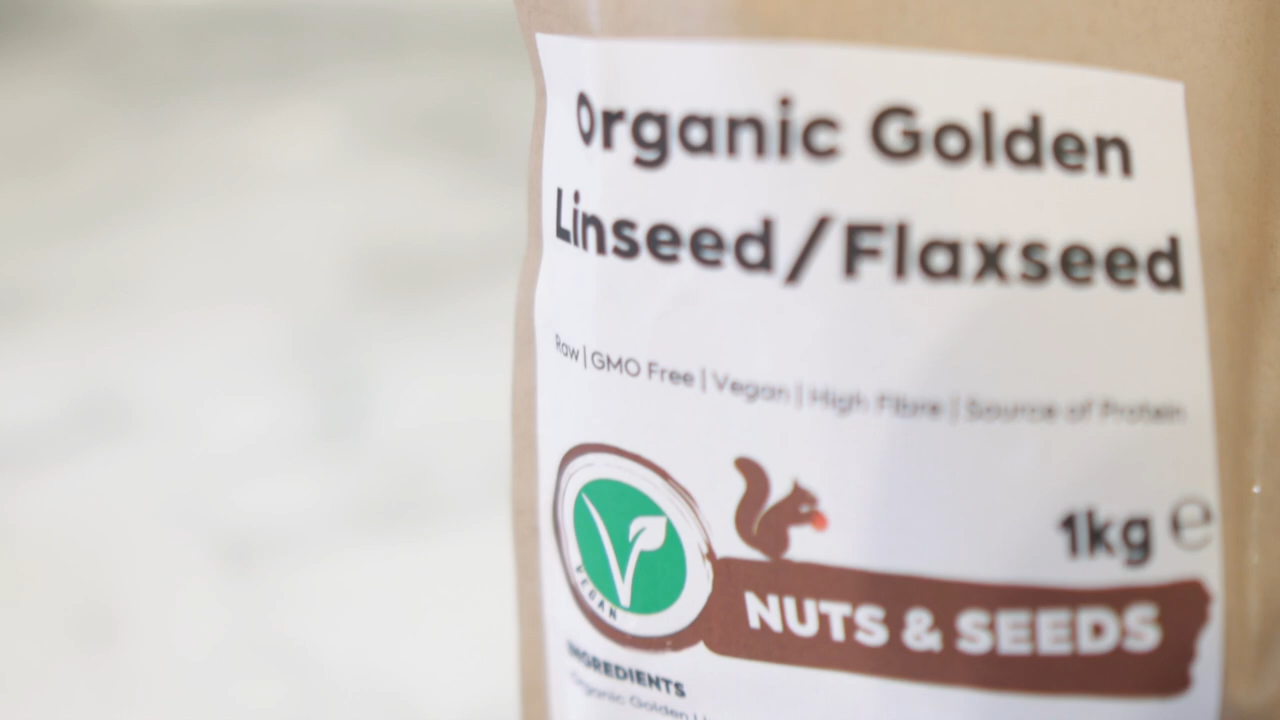 Organic Golden
Linseed/Flaxseed
Raw | GMO Free | Vegan | High Fibre | Source of Protein
1kg ℮
VEGAN
NUTS & SEEDS
INGREDIENTS
Organic Golden